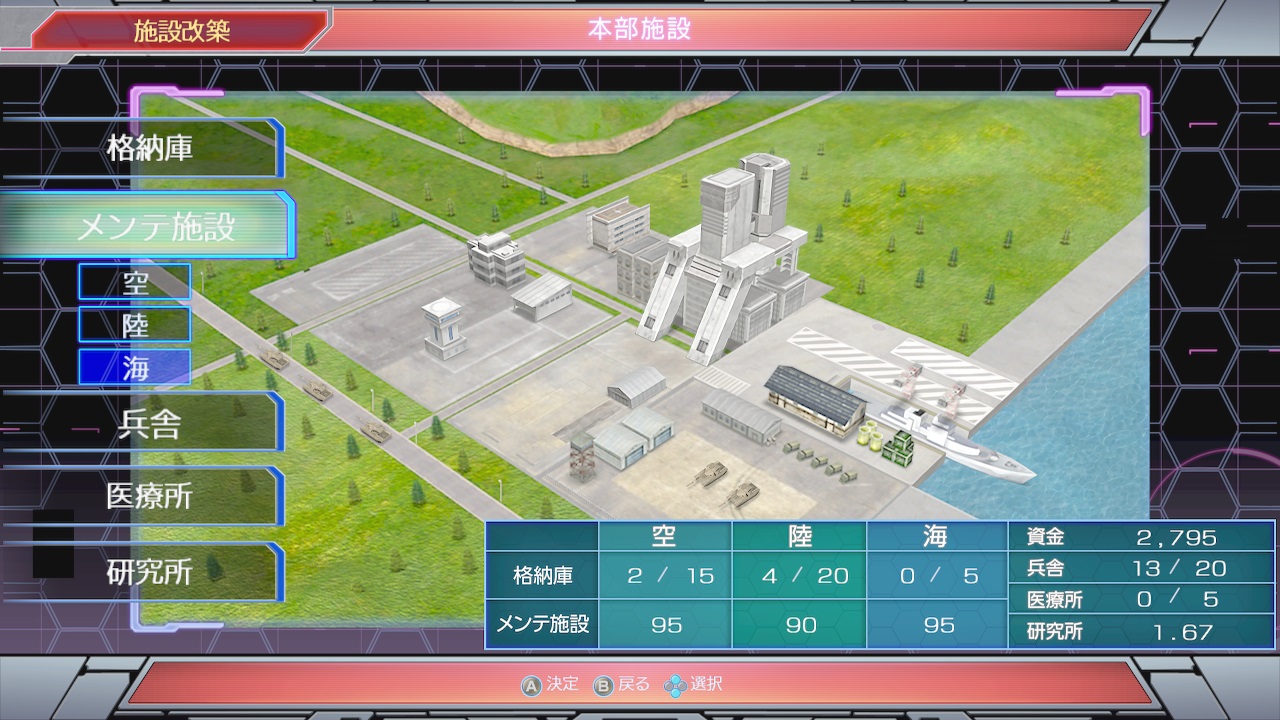 施設改築
本部施設
格納庫
メンテ施設
空
陸
海
兵舎
医療所
研究所
空 陸 海
格納庫 2 / 15 4 / 20 0 / 5
メンテ施設 95 90 95
資金 2,795
兵舎 13 / 20
医療所 0 / 5
研究所 1.67
A 決定 B 戻る 選択